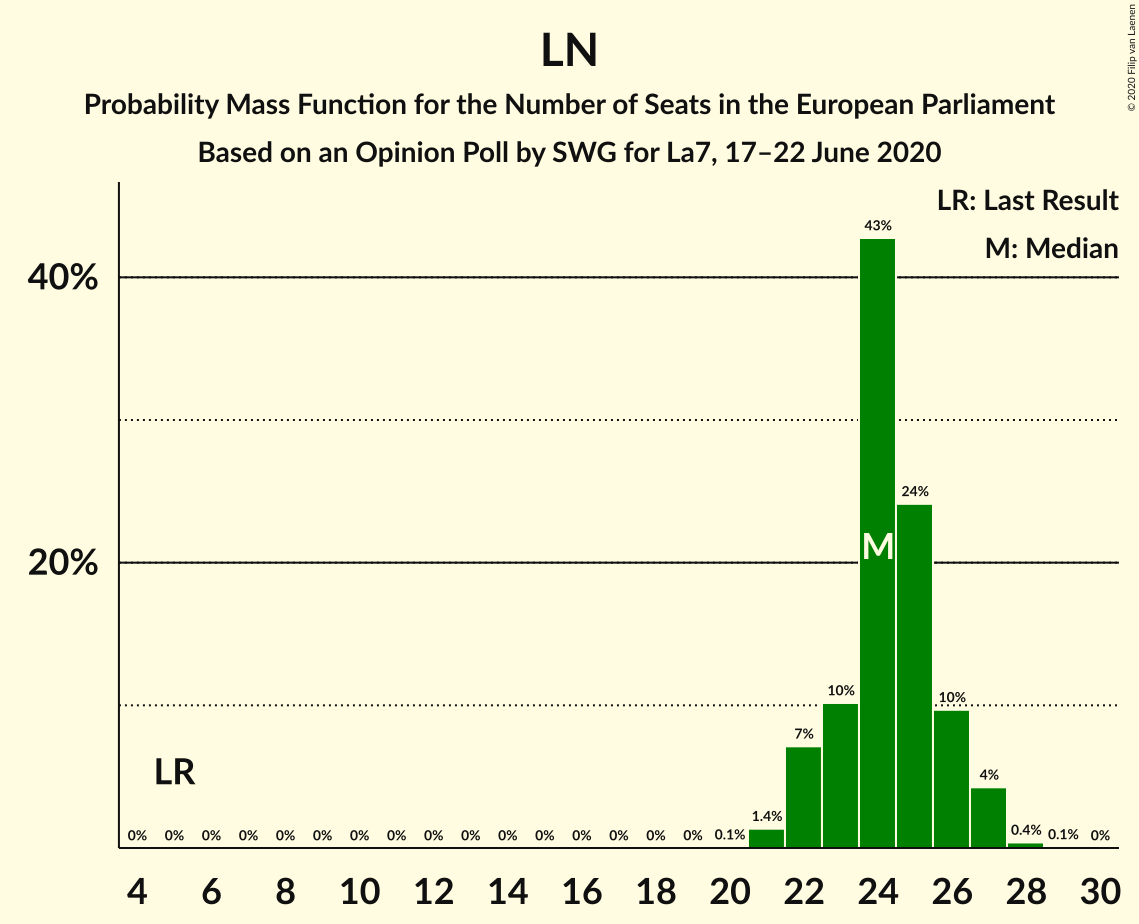 LN
Probability Mass Function for the Number of Seats in the European Parliament
Based on an Opinion Poll by SWG for La7, 17–22 June 2020
© 2020 Filip van Laenen
LR: Last Result
M: Median
43%
40%
24%
M
20%
10%
10%
7%
4%
LR
0% 0% 0% 0% 0% 0% 0% 0% 0% 0% 0% 0% 0% 0% 0% 0% 0.1% 1.4% 0.4% 0.1% 0%
4 6 8 10 12 14 16 18 20 22 24 26 28 30